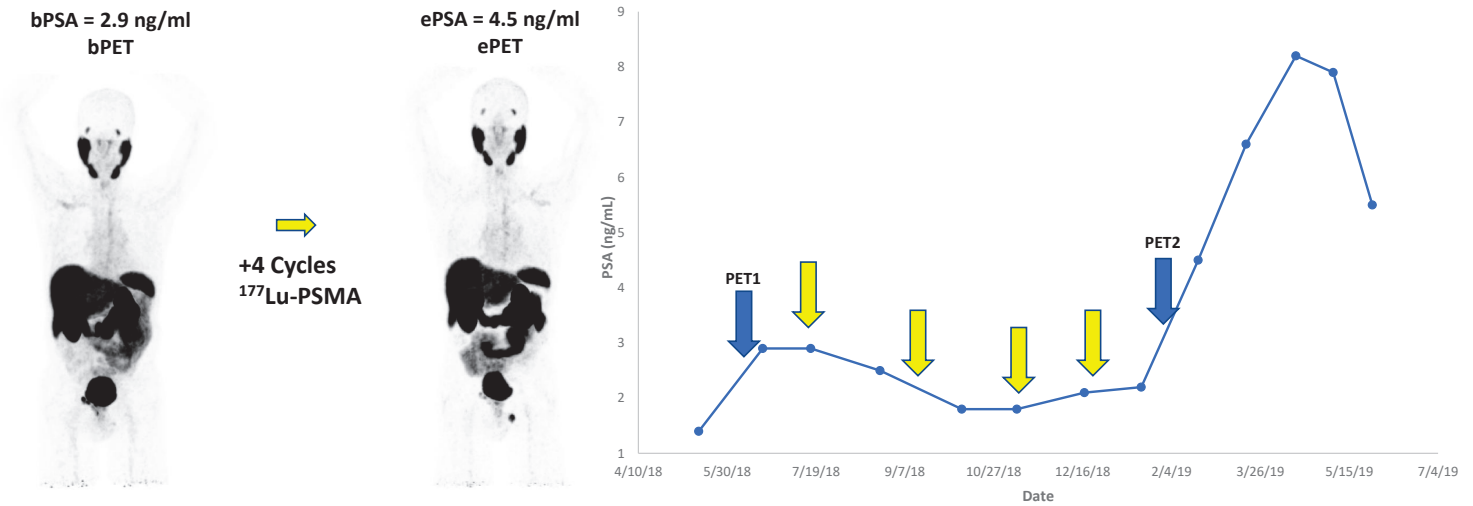 bPSA = 2.9 ng/ml
bPET
ePSA = 4.5 ng/ml
ePET
+4 Cycles
¹⁷⁷Lu-PSMA
PSA (ng/mL)
9
8
7
6
5
4
3
2
1
PET1
PET2
4/10/18 5/30/18 7/19/18 9/7/18 10/27/18 12/16/18 2/4/19 3/26/19 5/15/19 7/4/19
Date